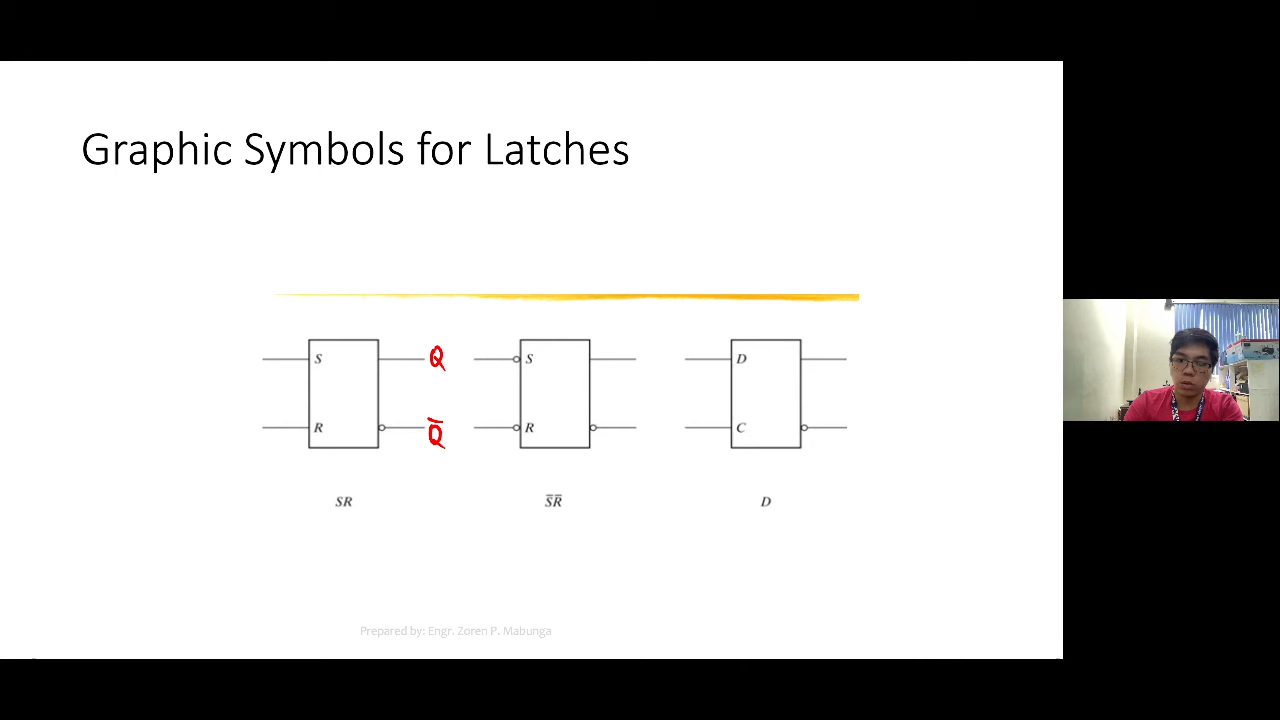 Graphic Symbols for Latches
S Q S D
R Q̅ R C
SR S̅R̅ D
Prepared by: Engr. Zoren P. Mabunga